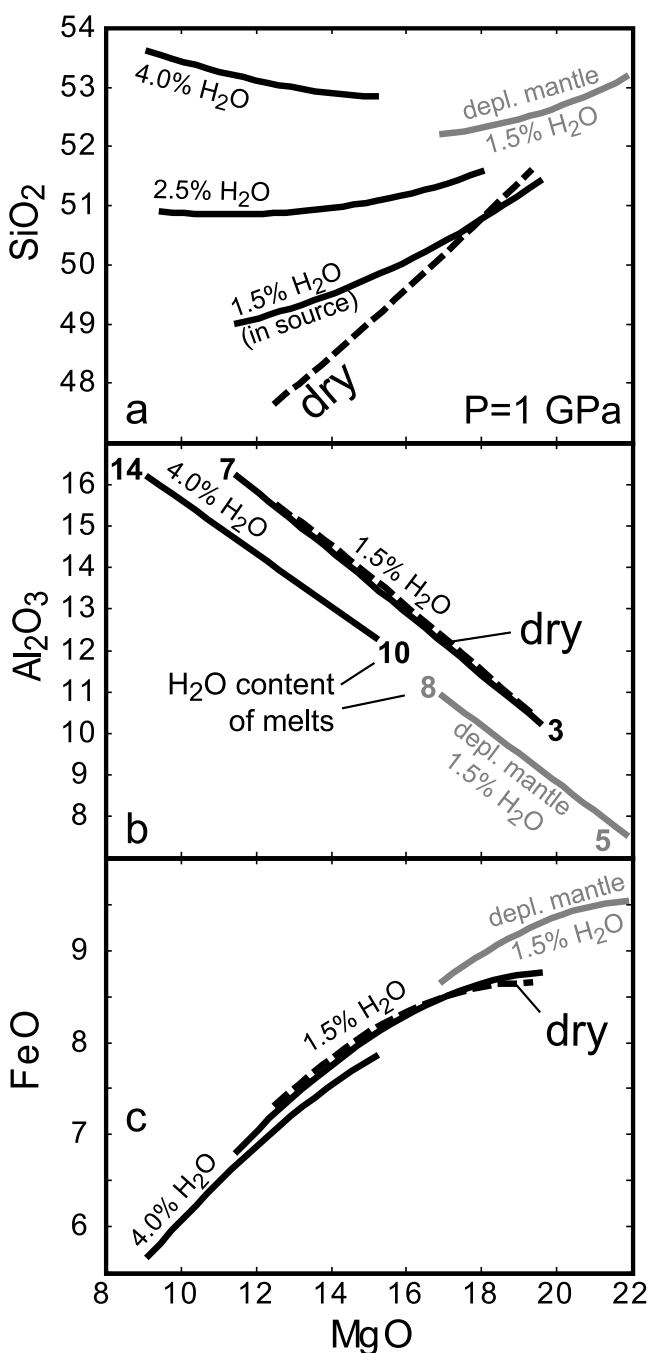 54
53
52
51
50
49
48
SiO2
4.0% H2O
depl. mantle
1.5% H2O
2.5% H2O
1.5% H2O
(in source)
dry
a
P=1 GPa
16
15
14
13
12
11
10
9
8
Al2O3
14
7
4.0% H2O
1.5% H2O
dry
10
H2O content
of melts
8
3
depl. mantle
1.5% H2O
5
b
9
8
7
6
FeO
depl. mantle
1.5% H2O
1.5% H2O
dry
c
4.0% H2O
8 10 12 14 16 18 20 22
MgO